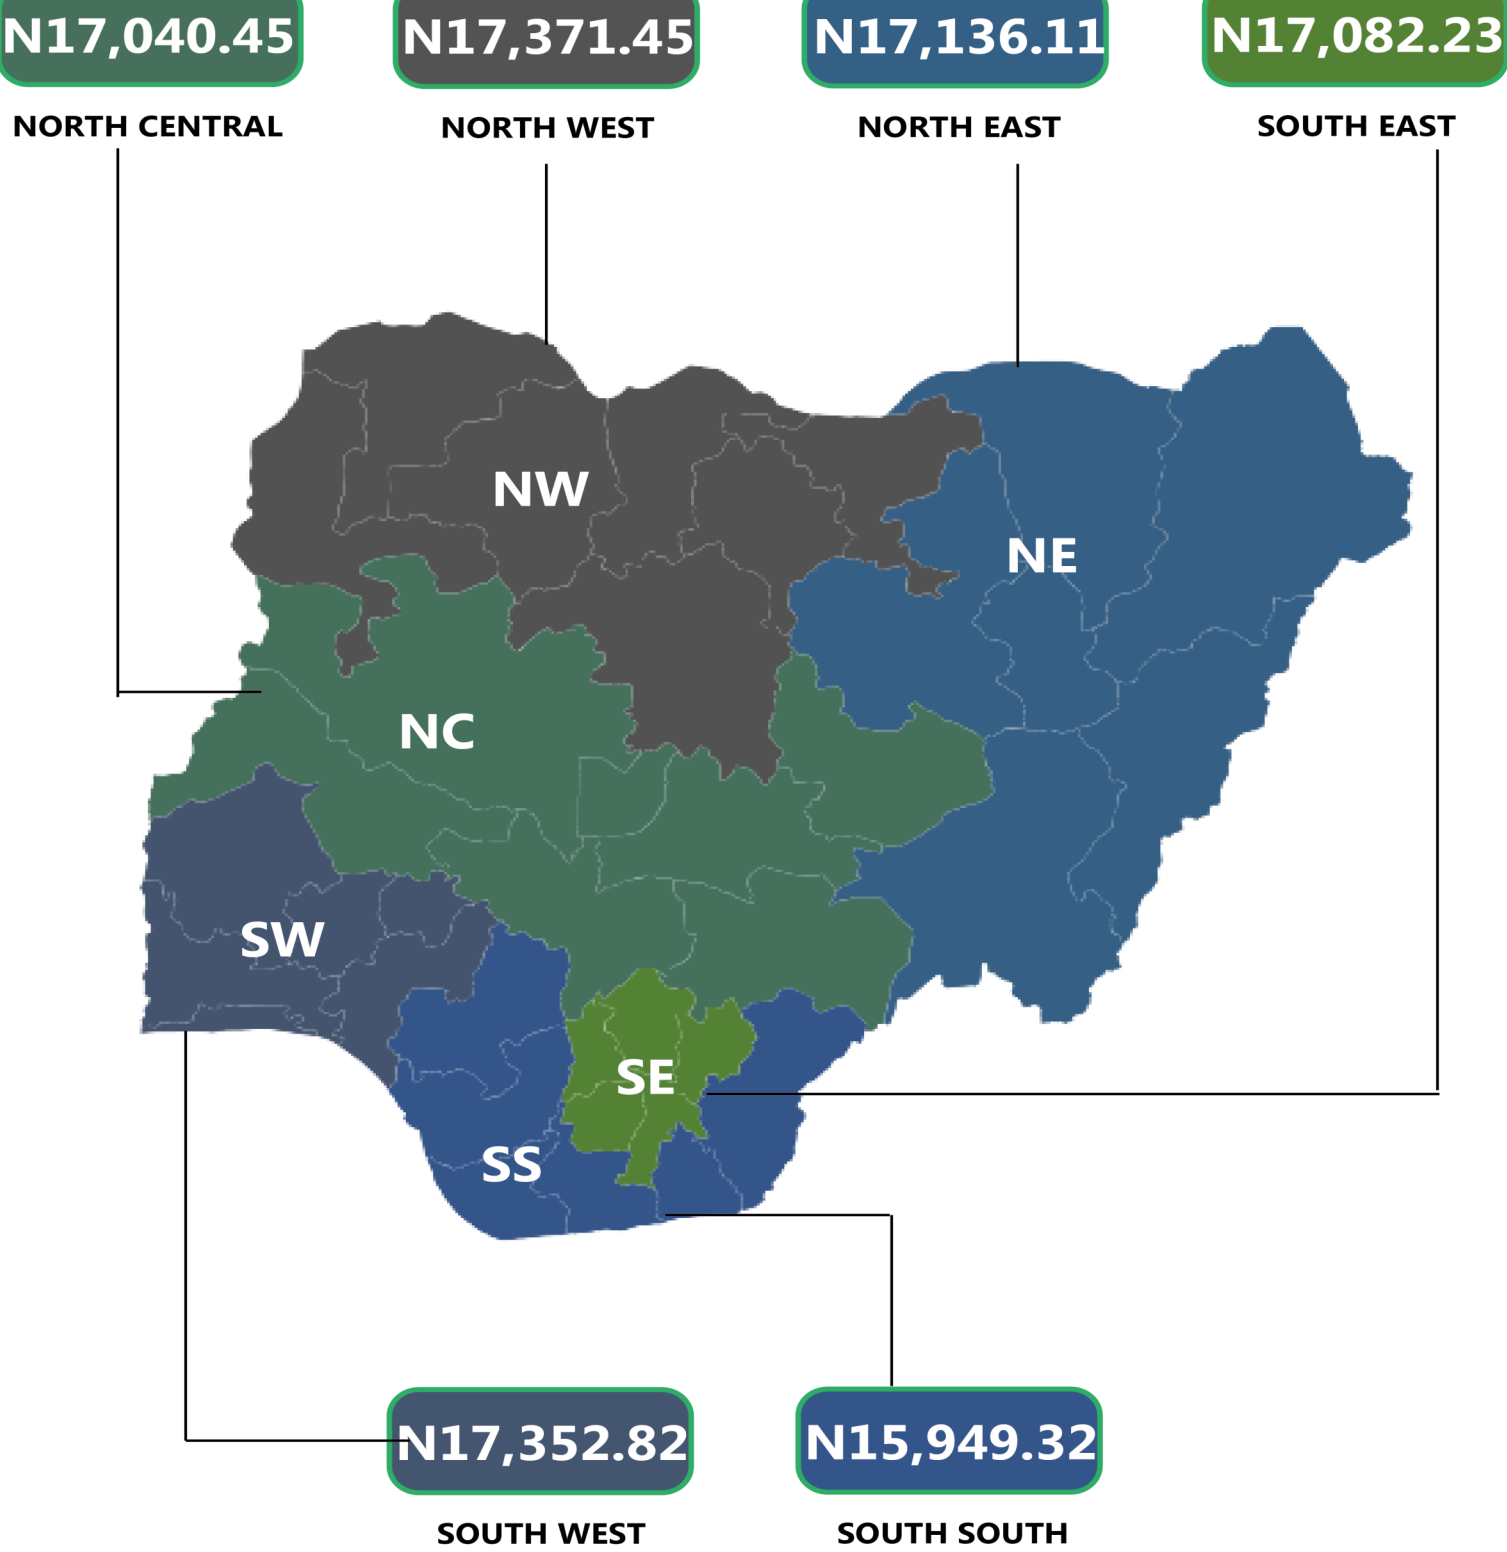 N17,040.45
N17,371.45
N17,136.11
N17,082.23
NORTH CENTRAL
NORTH WEST
NORTH EAST
SOUTH EAST
NW
NE
NC
SW
SE
SS
N17,352.82
N15,949.32
SOUTH WEST
SOUTH SOUTH